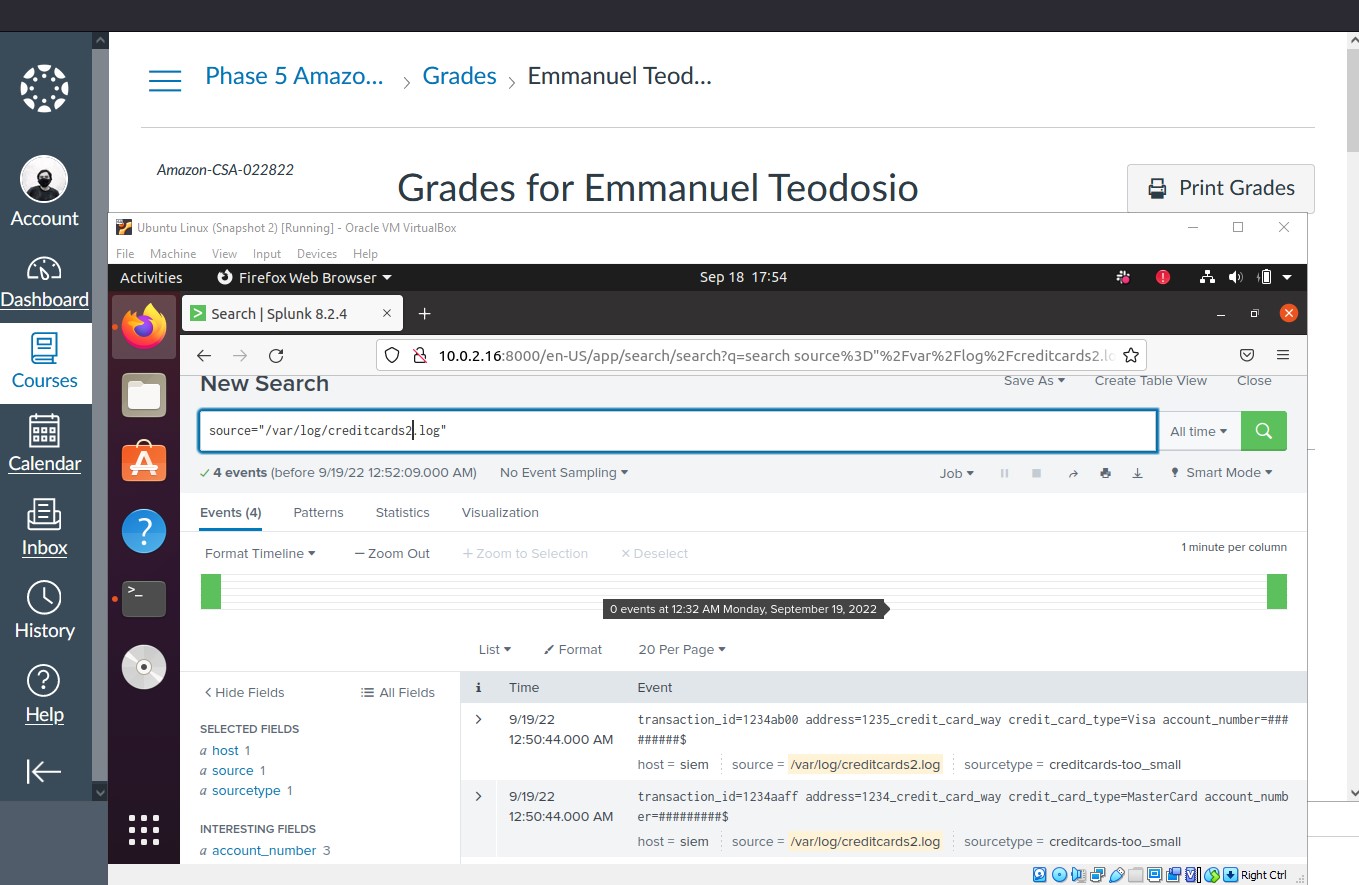 Phase 5 Amazo... > Grades > Emmanuel Teod...
Amazon-CSA-022822
Grades for Emmanuel Teodosio
Print Grades
Account
Dashboard
Courses
Calendar
Inbox
History
Help
Ubuntu Linux (Snapshot 2) [Running] - Oracle VM VirtualBox
File Machine View Input Devices Help
Activities Firefox Web Browser Sep 18 17:54
Search | Splunk 8.2.4
10.0.2.16:8000/en-US/app/search/search?q=search source%3D"%2Fvar%2Flog%2Fcreditcards2.lo
New Search Save As Create Table View Close
source="/var/log/creditcards2.log" All time
4 events (before 9/19/22 12:52:09.000 AM) No Event Sampling Job Smart Mode
Events (4) Patterns Statistics Visualization
Format Timeline — Zoom Out + Zoom to Selection × Deselect 1 minute per column
0 events at 12:32 AM Monday, September 19, 2022
List Format 20 Per Page
< Hide Fields All Fields
SELECTED FIELDS
a host 1
a source 1
a sourcetype 1
INTERESTING FIELDS
a account_number 3
i Time Event
9/19/22
12:50:44.000 AM
transaction_id=1234ab00 address=1235_credit_card_way credit_card_type=Visa account_number=###
######$
host = siem source = /var/log/creditcards2.log sourcetype = creditcards-too_small
9/19/22
12:50:44.000 AM
transaction_id=1234aaff address=1234_credit_card_way credit_card_type=MasterCard account_numb
er=#########$
host = siem source = /var/log/creditcards2.log sourcetype = creditcards-too_small
Right Ctrl